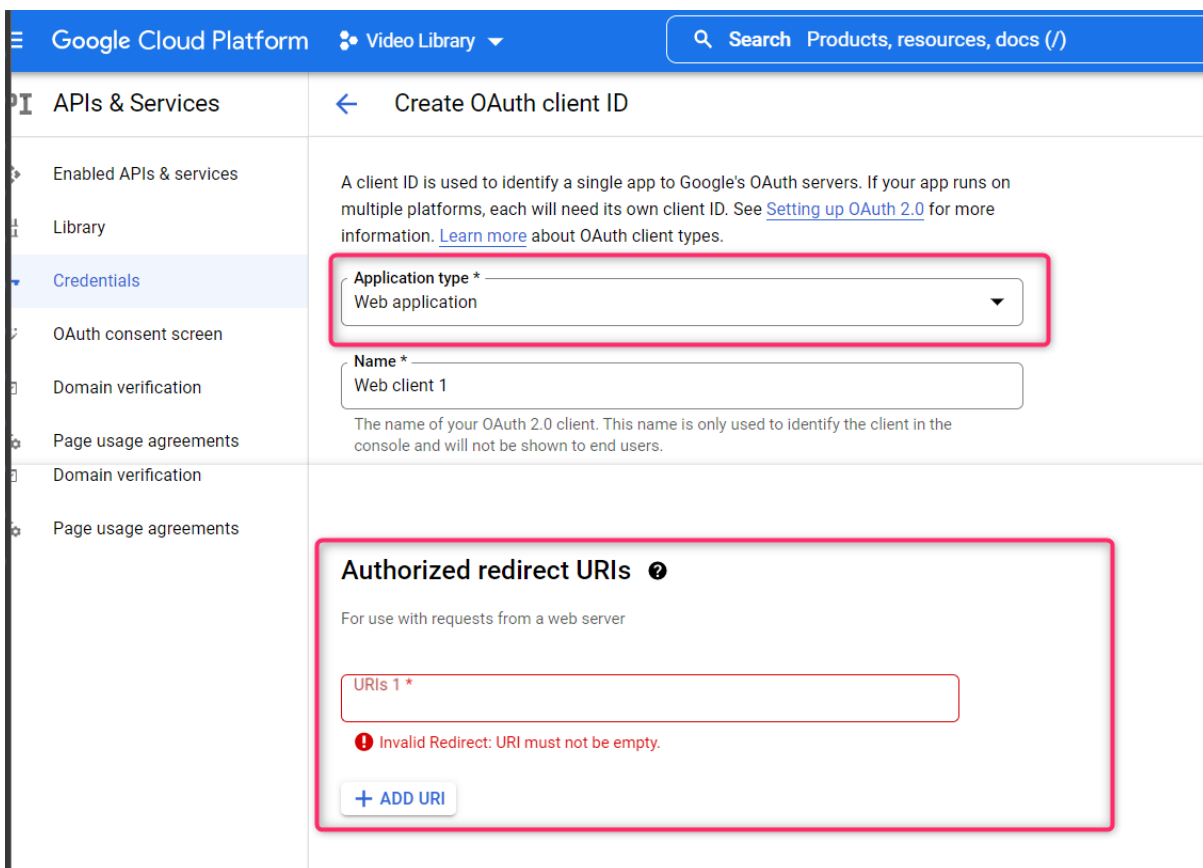 Google Cloud Platform Video Library Search Products, resources, docs (/)
PI APIs & Services
Create OAuth client ID
Enabled APIs & services
Library
Credentials
OAuth consent screen
Domain verification
Page usage agreements
Domain verification
Page usage agreements
A client ID is used to identify a single app to Google's OAuth servers. If your app runs on
multiple platforms, each will need its own client ID. See Setting up OAuth 2.0 for more
information. Learn more about OAuth client types.
Application type *
Web application
Name *
Web client 1
The name of your OAuth 2.0 client. This name is only used to identify the client in the
console and will not be shown to end users.
Authorized redirect URIs
For use with requests from a web server
URIs 1 *
Invalid Redirect: URI must not be empty.
+ ADD URI